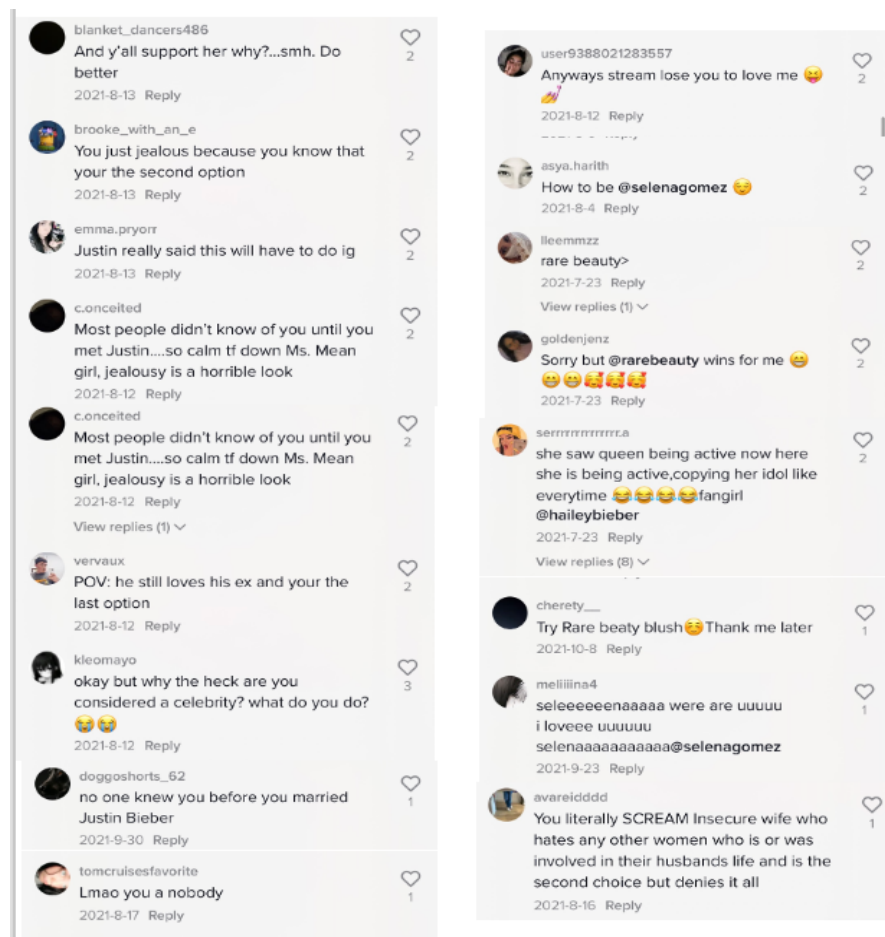 blanket_dancers486
And y'all support her why?...smh. Do
better
2
2021-8-13 Reply
brooke_with_an_e
You just jealous because you know that
your the second option
2
2021-8-13 Reply
emma.pryorr
Justin really said this will have to do ig
2
2021-8-13 Reply
c.onceited
Most people didn't know of you until you
met Justin....so calm tf down Ms. Mean
girl, jealousy is a horrible look
2
2021-8-12 Reply
c.onceited
Most people didn't know of you until you
met Justin....so calm tf down Ms. Mean
girl, jealousy is a horrible look
2
2021-8-12 Reply
View replies (1)
vervaux
POV: he still loves his ex and your the
last option
2
2021-8-12 Reply
kleomayo
okay but why the heck are you
considered a celebrity? what do you do?
😭😭
3
2021-8-12 Reply
doggoshorts_62
no one knew you before you married
Justin Bieber
1
2021-9-30 Reply
tomcruisesfavorite
Lmao you a nobody
1
2021-8-17 Reply
user9388021283557
Anyways stream lose you to love me 😝
💅
2
2021-8-12 Reply
asya.harith
How to be @selenagomez 😌
2
2021-8-4 Reply
lleemmzz
rare beauty>
2
2021-7-23 Reply
View replies (1)
goldenjenz
Sorry but @rarebeauty wins for me 😁
😁😁🥰🥰🥰
2
2021-7-23 Reply
serrrrrrrrrrrrrr.a
she saw queen being active now here
she is being active,copying her idol like
everytime 😂😂😂😂fangirl
@haileybieber
2
2021-7-23 Reply
View replies (8)
cherety__
Try Rare beaty blush☺️Thank me later
1
2021-10-8 Reply
meliiiina4
seleeeeeenaaaaa were are uuuuu
i loveee uuuuuu
selenaaaaaaaaaaa@selenagomez
1
2021-9-23 Reply
avareidddd
You literally SCREAM Insecure wife who
hates any other women who is or was
involved in their husbands life and is the
second choice but denies it all
1
2021-8-16 Reply